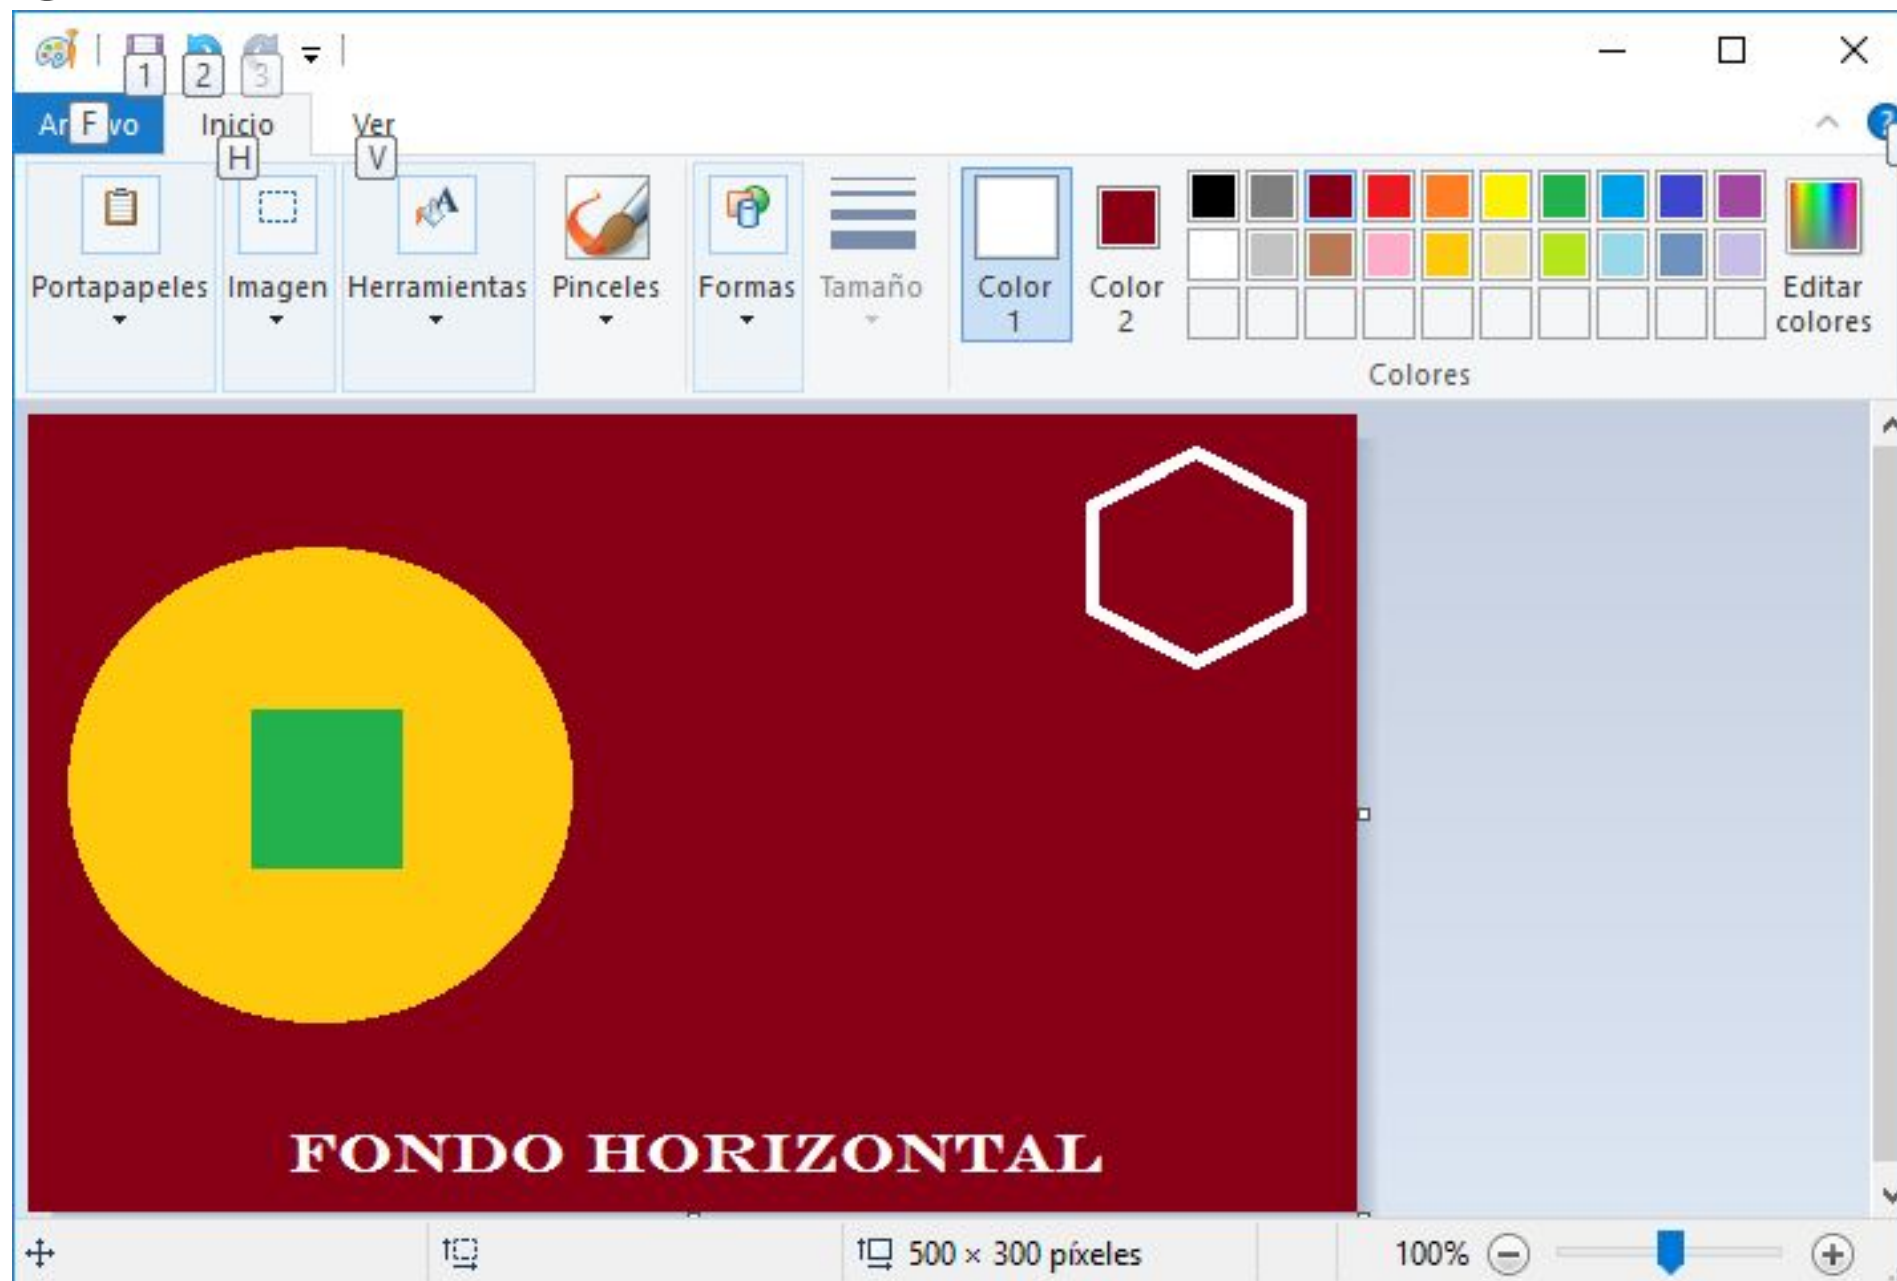 1 2 3
Ar F vo Inicio Ver
H V
Portapapeles Imagen Herramientas Pinceles Formas Tamaño Color 1 Color 2 Editar colores
Colores
FONDO HORIZONTAL
500 × 300 píxeles 100%